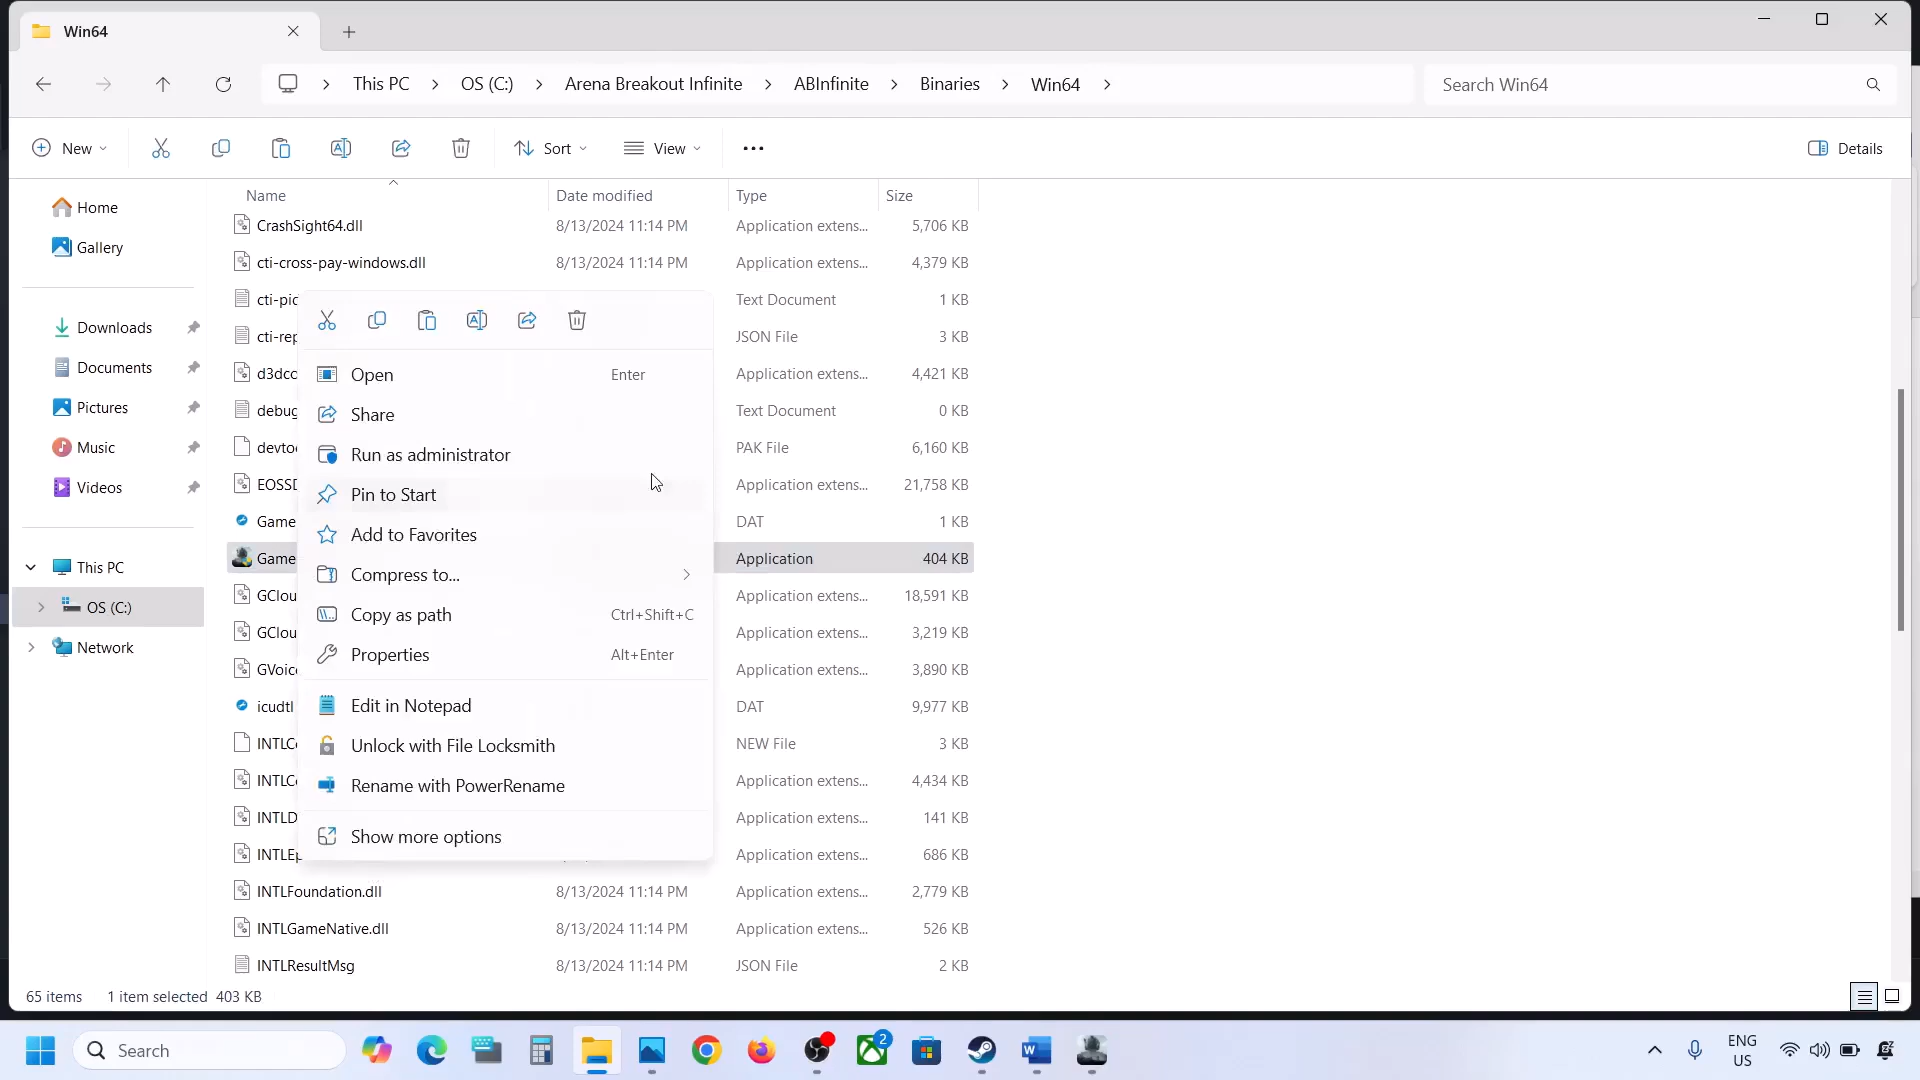 Win64
This PC
OS (C:)
Arena Breakout Infinite
ABInfinite
Binaries
Win64
Search Win64
New
Sort
View
Details
Name
Date modified
Type
Size
Home
Gallery
Downloads
Documents
Pictures
Music
Videos
This PC
OS (C:)
Network
CrashSight64.dll 8/13/2024 11:14 PM Application extens... 5,706 KB
cti-cross-pay-windows.dll 8/13/2024 11:14 PM Application extens... 4,379 KB
Text Document 1 KB
cti-rep JSON File 3 KB
d3dco Application extens... 4,421 KB
debug Text Document 0 KB
PAK File 6,160 KB
Application extens... 21,758 KB
Game DAT 1 KB
Game Application 404 KB
GClou Application extens... 18,591 KB
GClou Application extens... 3,219 KB
GVoice Application extens... 3,890 KB
icudtl DAT 9,977 KB
NEW File 3 KB
Application extens... 4,434 KB
INTLD Application extens... 141 KB
Application extens... 686 KB
INTLFoundation.dll 8/13/2024 11:14 PM Application extens... 2,779 KB
INTLGameNative.dll 8/13/2024 11:14 PM Application extens... 526 KB
INTLResultMsg 8/13/2024 11:14 PM JSON File 2 KB
Open Enter
Share
Run as administrator
Pin to Start
Add to Favorites
Compress to...
Copy as path Ctrl+Shift+C
Properties Alt+Enter
Edit in Notepad
Unlock with File Locksmith
Rename with PowerRename
Show more options
65 items 1 item selected 403 KB
Search
2
ENG
US